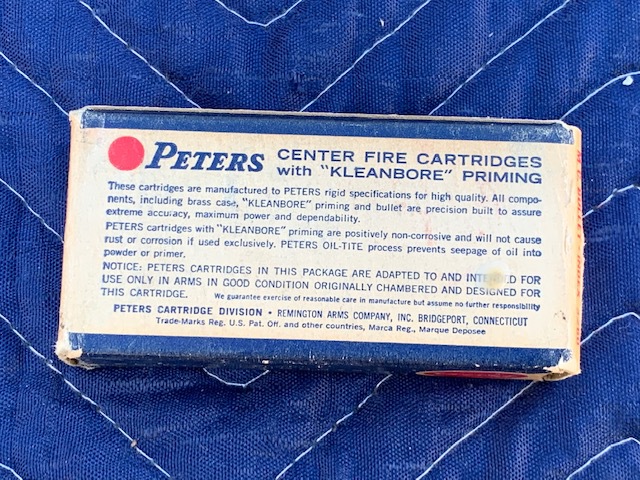 PETERS CENTER FIRE CARTRIDGES
with "KLEANBORE" PRIMING
These cartridges are manufactured to PETERS rigid specifications for high quality. All compo-
nents, including brass case, "KLEANBORE" priming and bullet are precision built to assure
extreme accuracy, maximum power and dependability.
PETERS cartridges with "KLEANBORE" priming are positively non-corrosive and will not cause
rust or corrosion if used exclusively. PETERS OIL-TITE process prevents seepage of oil into
powder or primer.
NOTICE: PETERS CARTRIDGES IN THIS PACKAGE ARE ADAPTED TO AND INTENDED FOR
USE ONLY IN ARMS IN GOOD CONDITION ORIGINALLY CHAMBERED AND DESIGNED FOR
THIS CARTRIDGE. We guarantee exercise of reasonable care in manufacture but assume no further responsibility
PETERS CARTRIDGE DIVISION • REMINGTON ARMS COMPANY, INC. BRIDGEPORT, CONNECTICUT
Trade-Marks Reg. U.S. Pat. Off. and other countries, Marca Reg., Marque Deposee